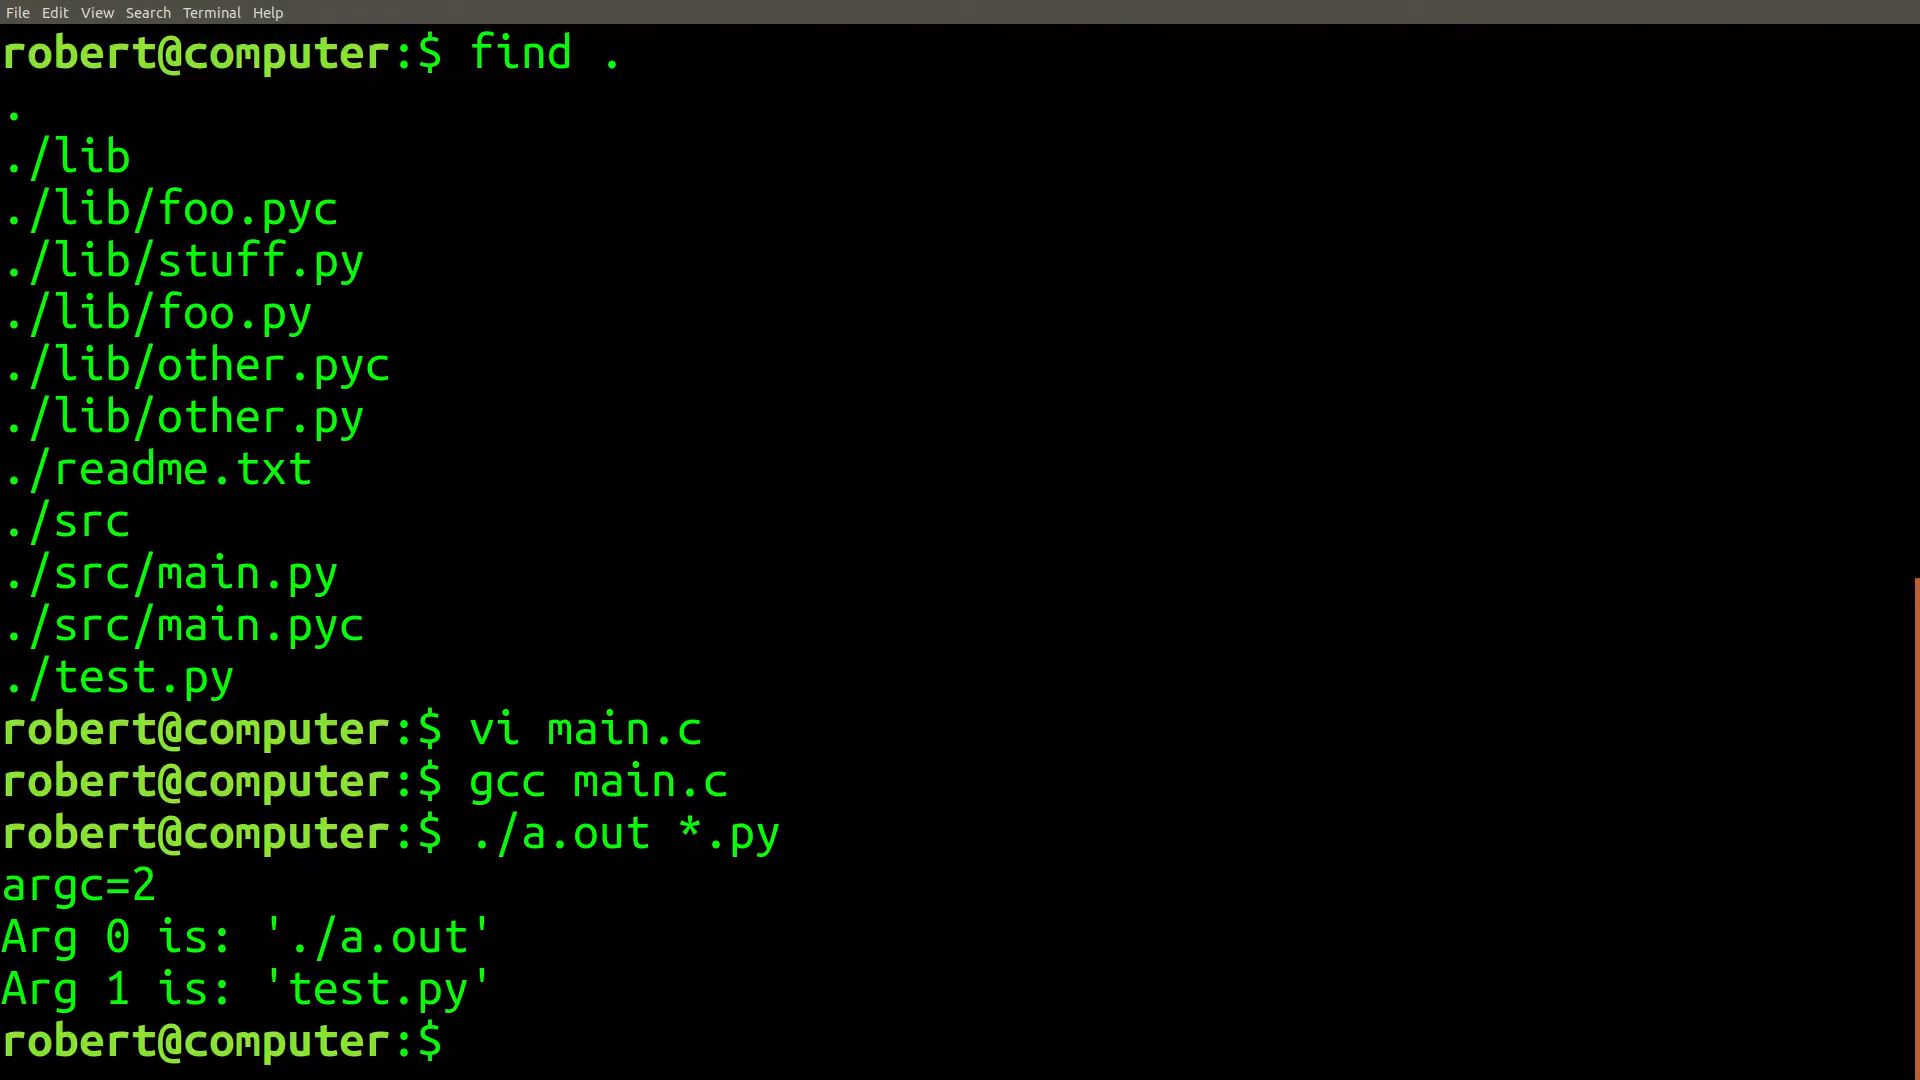 File Edit View Search Terminal Help
robert@computer:$ find .
.
./lib
./lib/foo.pyc
./lib/stuff.py
./lib/foo.py
./lib/other.pyc
./lib/other.py
./readme.txt
./src
./src/main.py
./src/main.pyc
./test.py
robert@computer:$ vi main.c
robert@computer:$ gcc main.c
robert@computer:$ ./a.out *.py
argc=2
Arg 0 is: './a.out'
Arg 1 is: 'test.py'
robert@computer:$